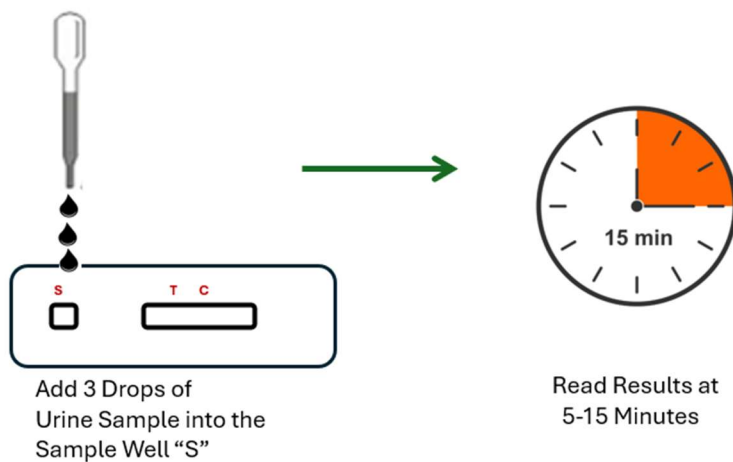 S
T C
15 min
Add 3 Drops of
Urine Sample into the
Sample Well “S”
Read Results at
5-15 Minutes